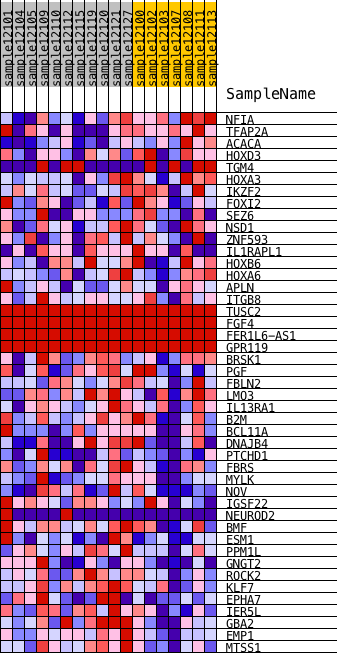 sample12101
sample12104
sample12105
sample12109
sample12112
sample12115
sample12119
sample12120
sample12121
sample12100
sample12102
sample12103
sample12107
sample12108
sample12111
sample12113
SampleName
NFIA
TFAP2A
ACACA
HOXD3
TGM4
HOXA3
IKZF2
FOXI2
SEZ6
NSD1
ZNF593
IL1RAPL1
HOXB6
HOXA6
APLN
ITGB8
TUSC2
FGF4
FER1L6-AS1
GPR119
BRSK1
PGF
FBLN2
LMO3
IL13RA1
B2M
BCL11A
DNAJB4
PTCHD1
FBRS
MYLK
NOV
IGSF22
NEUROD2
BMF
ESM1
PPM1L
GNGT2
ROCK2
KLF7
EPHA7
IER5L
GBA2
EMP1
MTSS1